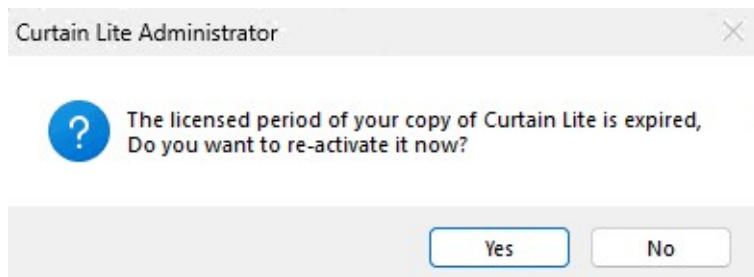 Curtain Lite Administrator
The licensed period of your copy of Curtain Lite is expired,
Do you want to re-activate it now?
Yes
No